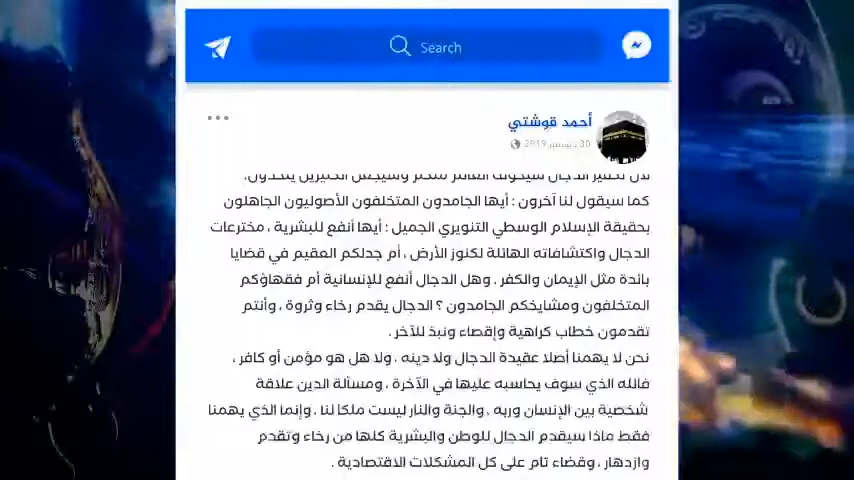 Search
أحمد قوشتي
30 ديسمبر 2019
كما سيقول لنا آخرون : أيها الجامدون المتخلفون الأصوليون الجاهلون
بحقيقة الإسلام الوسطي التنويري الجميل : أيها أنفع للبشرية ، مخترعات
الدجال واكتشافاته الهائلة لكنوز الأرض ، أم جدلكم العقيم في قضايا
بائدة مثل الإيمان والكفر . وهل الدجال أنفع للإنسانية أم فقهاؤكم
المتخلفون ومشايخكم الجامدون ؟ الدجال يقدم رخاء وثروة ، وأنتم
تقدمون خطاب كراهية وإقصاء ونبذ للآخر .
نحن لا يهمنا أصلا عقيدة الدجال ولا دينه ، ولا هل هو مؤمن أو كافر ،
فالله الذي سوف يحاسبه عليها في الآخرة ، ومسألة الدين علاقة
شخصية بين الإنسان وربه ، والجنة والنار ليست ملكا لنا . وإنما الذي يهمنا
فقط ماذا سيقدم الدجال للوطن والبشرية كلها من رخاء وتقدم
وازدهار ، وقضاء تام على كل المشكلات الاقتصادية .